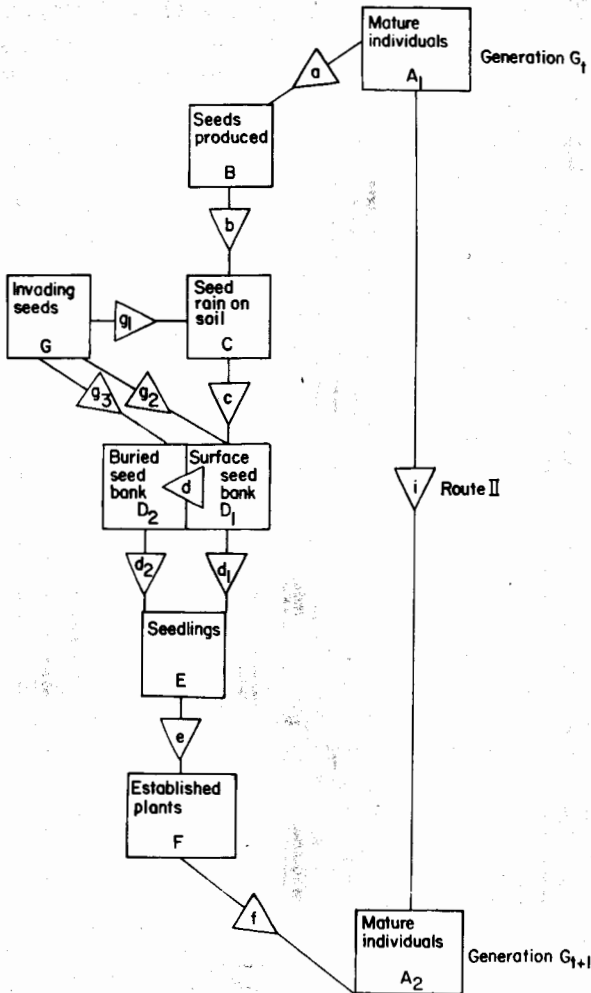 Mature
individuals
A1
Generation Gt
a
Seeds
produced
B
b
Invading
seeds
G
g1
Seed
rain on
soil
C
g3
g2
c
Buried
seed
bank
D2
d
Surface
seed
bank
D1
i
Route II
d2
d1
Seedlings
E
e
Established
plants
F
f
Mature
individuals
A2
Generation Gt+1